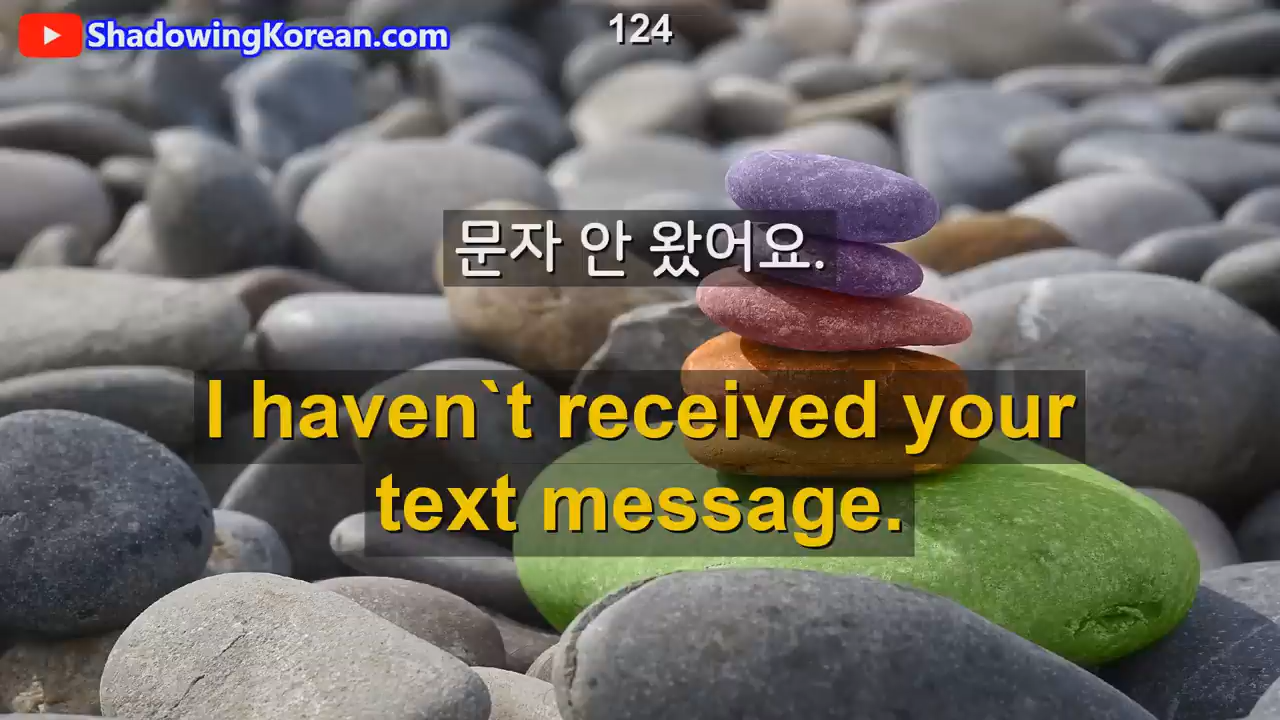 ShadowingKorean.com
124
문자 안 왔어요.
I haven`t received your
text message.